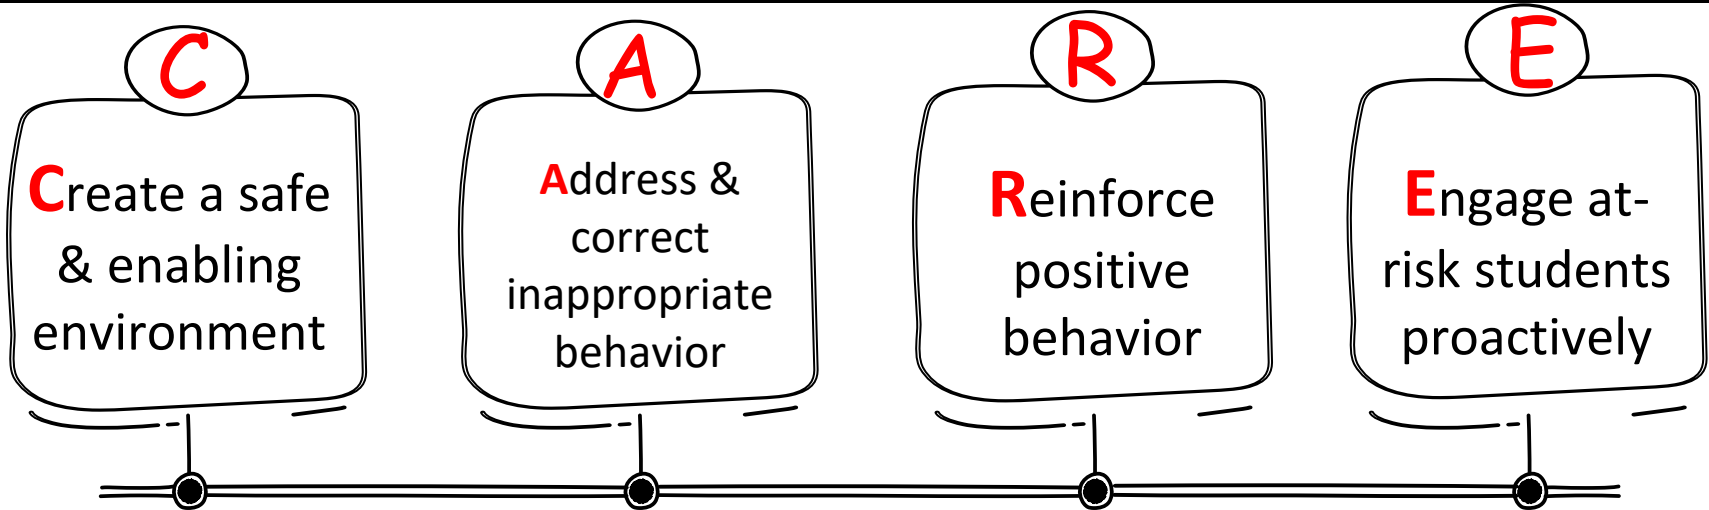 C
Create a safe
& enabling
environment
A
Address &
correct
inappropriate
behavior
R
Reinforce
positive
behavior
E
Engage at-
risk students
proactively